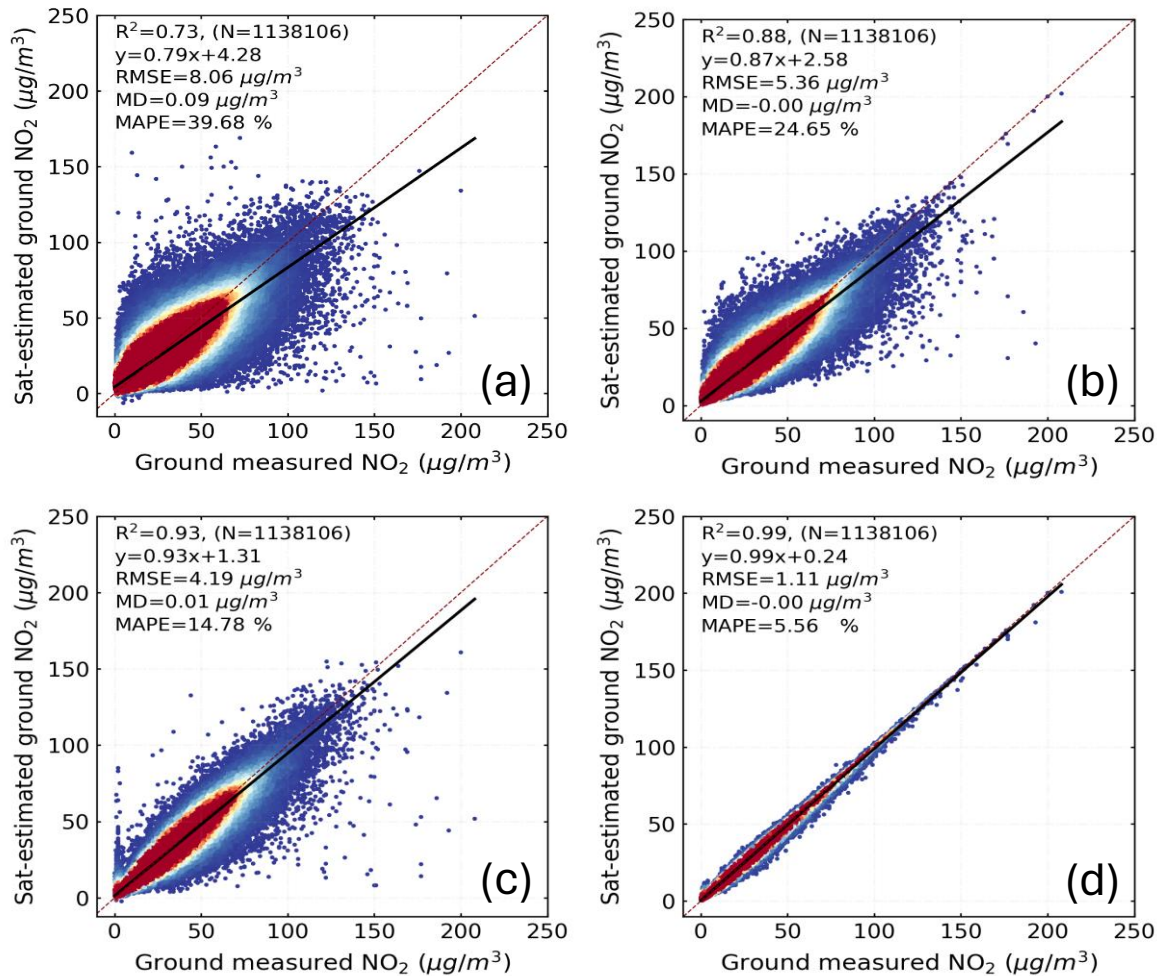 R²=0.73, (N=1138106)
y=0.79x+4.28
RMSE=8.06 μg/m³
MD=0.09 μg/m³
MAPE=39.68 %
250
200
150
100
50
0
Sat-estimated ground NO₂ (μg/m³)
(a)
0 50 100 150 200 250
Ground measured NO₂ (μg/m³)
R²=0.88, (N=1138106)
y=0.87x+2.58
RMSE=5.36 μg/m³
MD=-0.00 μg/m³
MAPE=24.65 %
250
200
150
100
50
0
Sat-estimated ground NO₂ (μg/m³)
(b)
0 50 100 150 200 250
Ground measured NO₂ (μg/m³)
R²=0.93, (N=1138106)
y=0.93x+1.31
RMSE=4.19 μg/m³
MD=0.01 μg/m³
MAPE=14.78 %
250
200
150
100
50
0
Sat-estimated ground NO₂ (μg/m³)
(c)
0 50 100 150 200 250
Ground measured NO₂ (μg/m³)
R²=0.99, (N=1138106)
y=0.99x+0.24
RMSE=1.11 μg/m³
MD=-0.00 μg/m³
MAPE=5.56 %
250
200
150
100
50
0
Sat-estimated ground NO₂ (μg/m³)
(d)
0 50 100 150 200 250
Ground measured NO₂ (μg/m³)